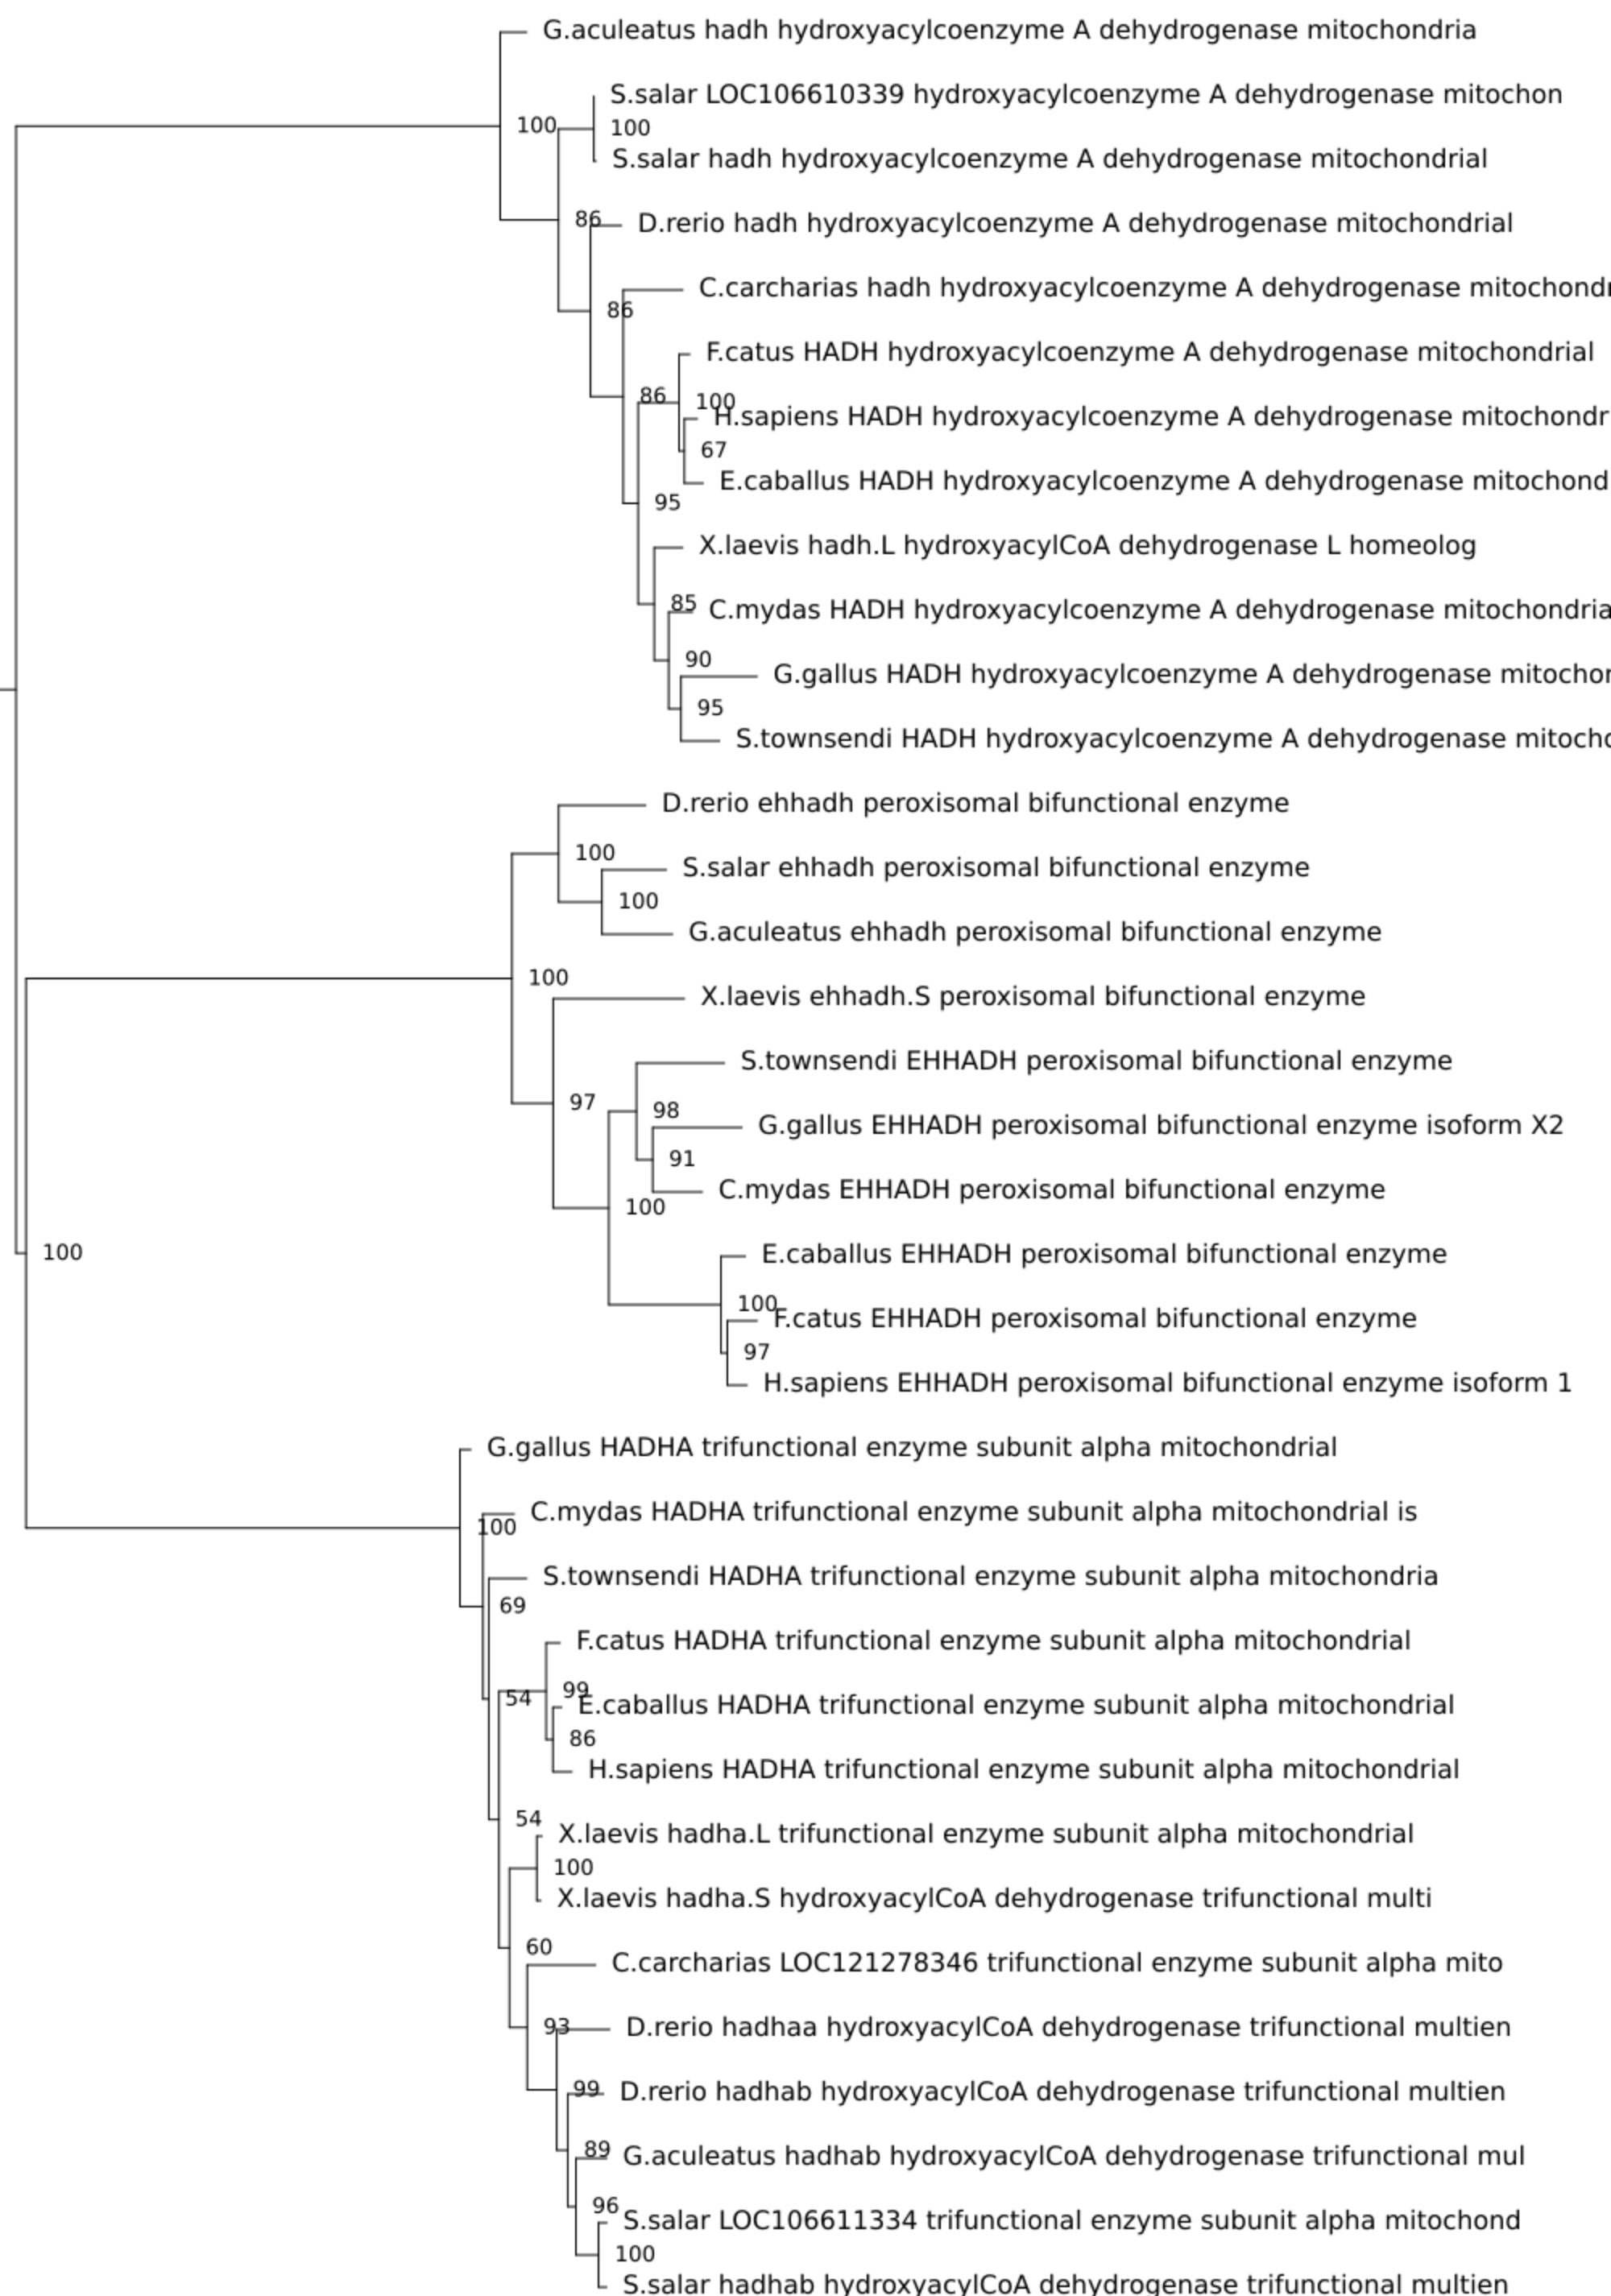 G.aculeatus hadh hydroxyacylcoenzyme A dehydrogenase mitochondria
S.salar LOC106610339 hydroxyacylcoenzyme A dehydrogenase mitochon
100
100
S.salar hadh hydroxyacylcoenzyme A dehydrogenase mitochondrial
86
D.rerio hadh hydroxyacylcoenzyme A dehydrogenase mitochondrial
C.carcharias hadh hydroxyacylcoenzyme A dehydrogenase mitochondr
86
F.catus HADH hydroxyacylcoenzyme A dehydrogenase mitochondrial
86
100
H.sapiens HADH hydroxyacylcoenzyme A dehydrogenase mitochondr
67
E.caballus HADH hydroxyacylcoenzyme A dehydrogenase mitochond
95
X.laevis hadh.L hydroxyacylCoA dehydrogenase L homeolog
85
C.mydas HADH hydroxyacylcoenzyme A dehydrogenase mitochondria
90
G.gallus HADH hydroxyacylcoenzyme A dehydrogenase mitochon
95
S.townsendi HADH hydroxyacylcoenzyme A dehydrogenase mitocho
D.rerio ehhadh peroxisomal bifunctional enzyme
100
S.salar ehhadh peroxisomal bifunctional enzyme
100
G.aculeatus ehhadh peroxisomal bifunctional enzyme
100
X.laevis ehhadh.S peroxisomal bifunctional enzyme
S.townsendi EHHADH peroxisomal bifunctional enzyme
97
98
G.gallus EHHADH peroxisomal bifunctional enzyme isoform X2
91
C.mydas EHHADH peroxisomal bifunctional enzyme
100
E.caballus EHHADH peroxisomal bifunctional enzyme
100
100
F.catus EHHADH peroxisomal bifunctional enzyme
97
H.sapiens EHHADH peroxisomal bifunctional enzyme isoform 1
G.gallus HADHA trifunctional enzyme subunit alpha mitochondrial
C.mydas HADHA trifunctional enzyme subunit alpha mitochondrial is
100
S.townsendi HADHA trifunctional enzyme subunit alpha mitochondria
69
F.catus HADHA trifunctional enzyme subunit alpha mitochondrial
54
99
E.caballus HADHA trifunctional enzyme subunit alpha mitochondrial
86
H.sapiens HADHA trifunctional enzyme subunit alpha mitochondrial
54
X.laevis hadha.L trifunctional enzyme subunit alpha mitochondrial
100
X.laevis hadha.S hydroxyacylCoA dehydrogenase trifunctional multi
60
C.carcharias LOC121278346 trifunctional enzyme subunit alpha mito
93
D.rerio hadhaa hydroxyacylCoA dehydrogenase trifunctional multien
99
D.rerio hadhab hydroxyacylCoA dehydrogenase trifunctional multien
89
G.aculeatus hadhab hydroxyacylCoA dehydrogenase trifunctional mul
96
S.salar LOC106611334 trifunctional enzyme subunit alpha mitochond
100
S.salar hadhab hydroxyacylCoA dehydrogenase trifunctional multien